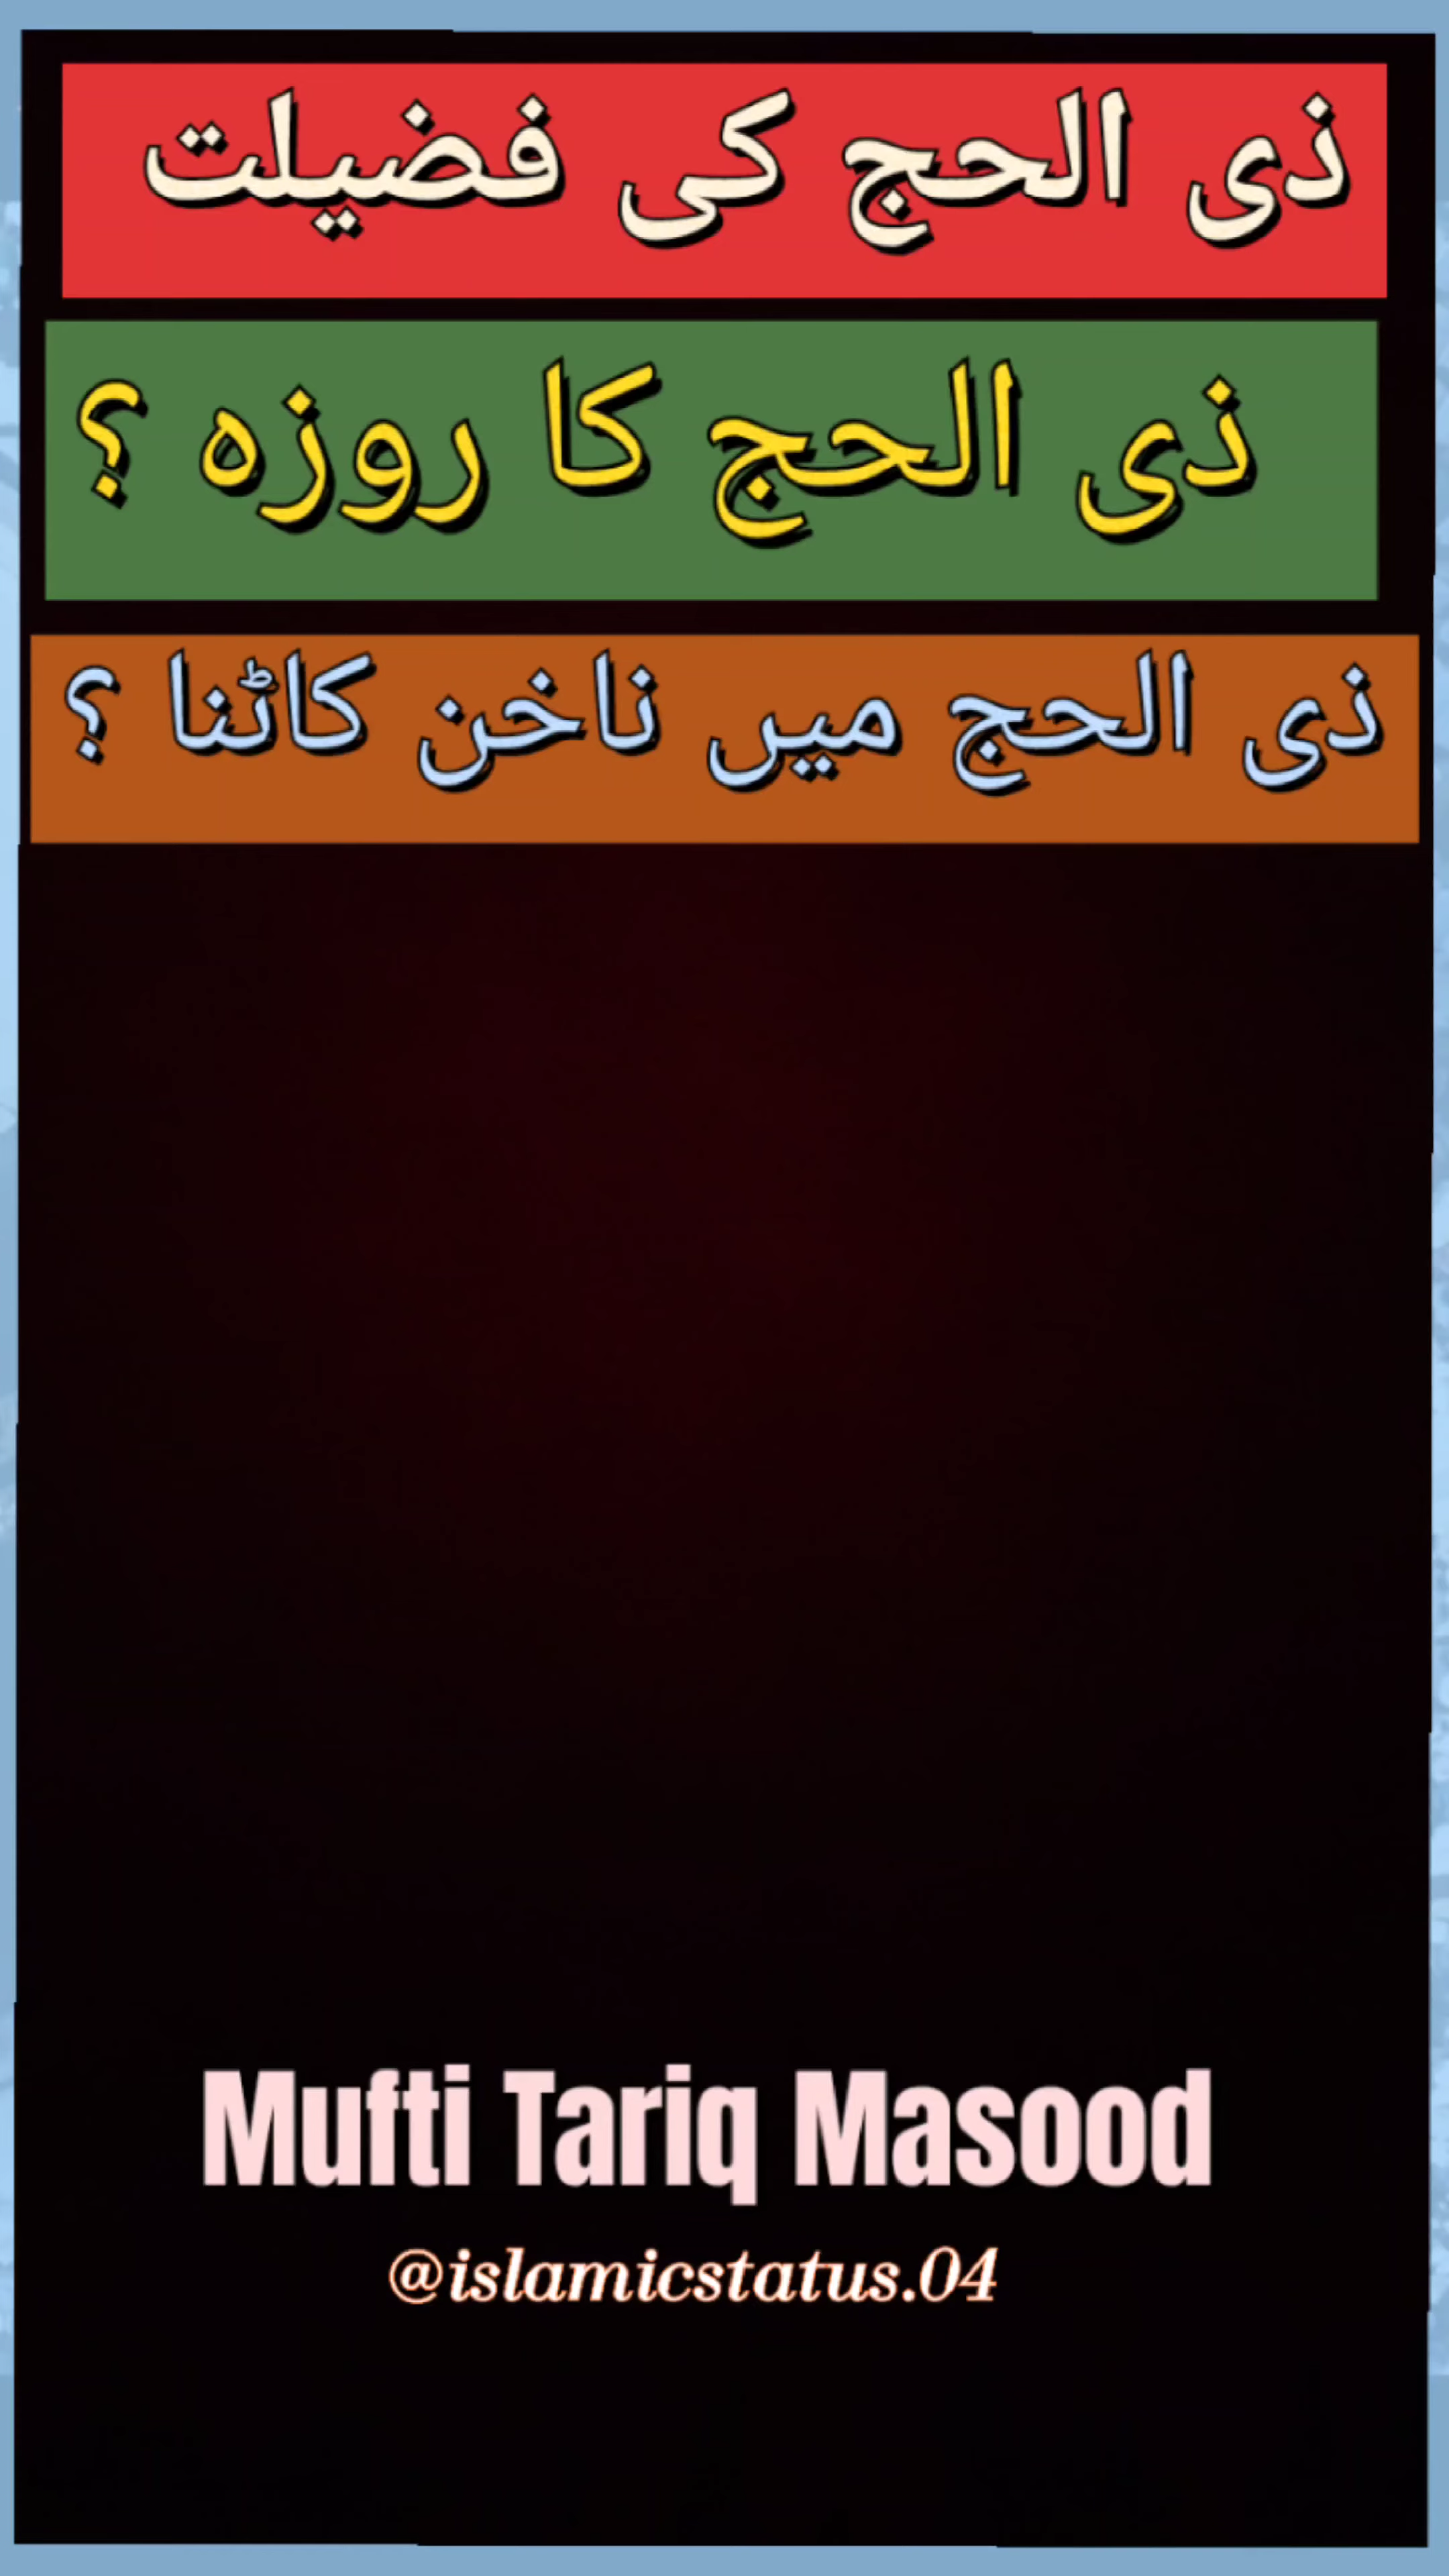 ذی الحج کی فضیلت
ذی الحج کا روزہ ؟
ذی الحج میں ناخن کاٹنا ؟
Mufti Tariq Masood
@islamicstatus.04